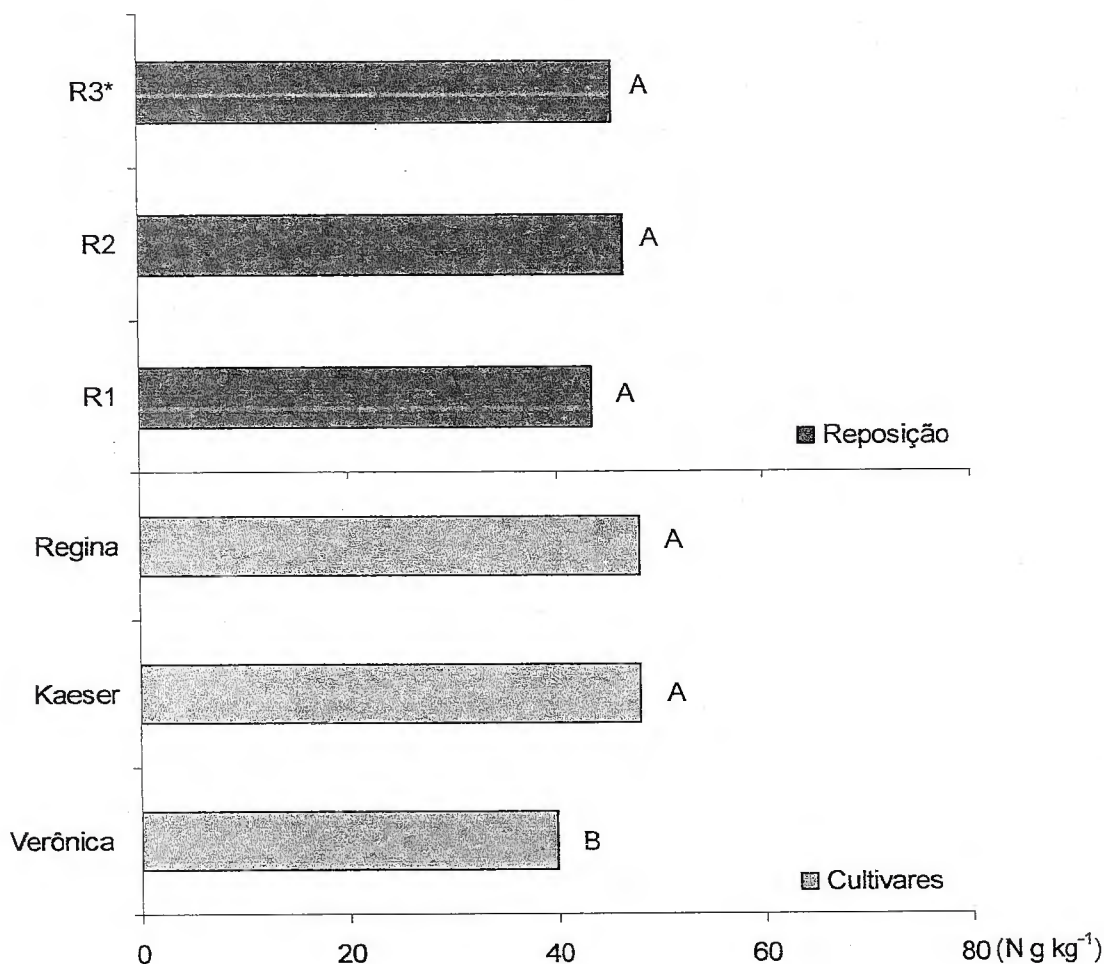 R3* A
R2 A
R1 A
Reposição
Regina A
Kaeser A
Verônica B
Cultivares
0 20 40 60 80 (N g kg⁻¹)